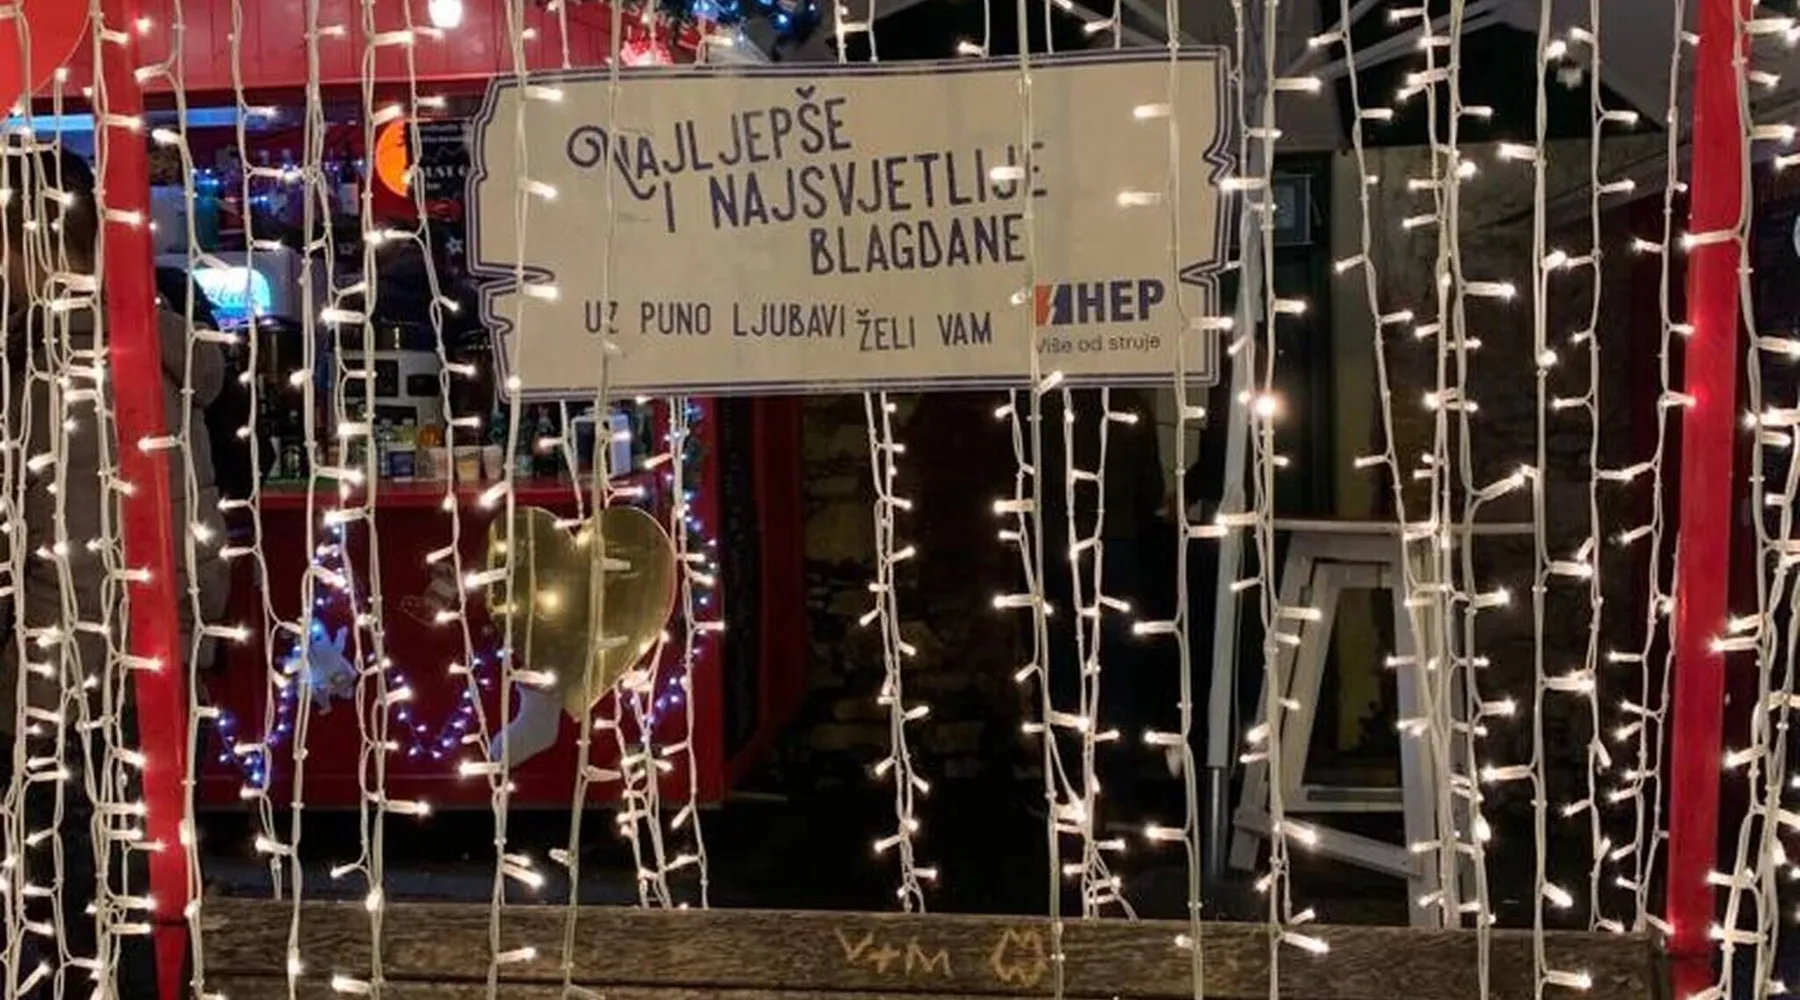 NAJLJEPŠE
I NAJSVJETLIJE
BLAGDANE
UZ PUNO LJUBAVI ŽELI VAM
HEP
Više od struje
V+M